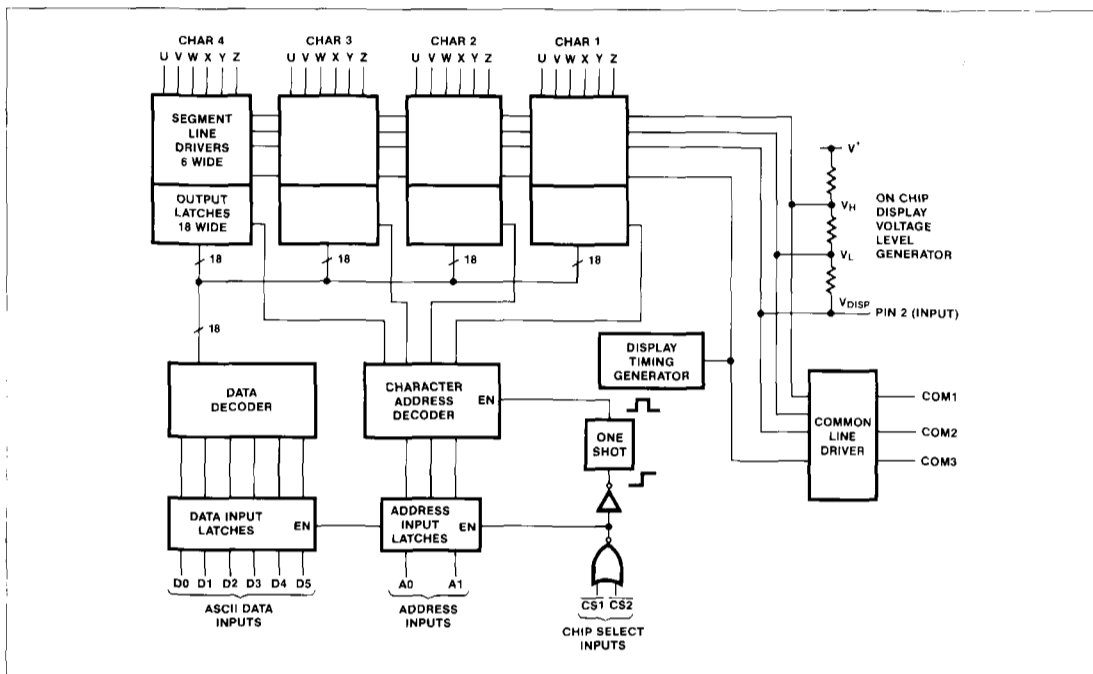 CHAR 4
CHAR 3
CHAR 2
CHAR 1
U V W X Y Z
U V W X Y Z
U V W X Y Z
U V W X Y Z
SEGMENT
LINE
DRIVERS
6 WIDE
OUTPUT
LATCHES
18 WIDE
18
18
18
18
18
V+
VH
VL
VDISP
ON CHIP
DISPLAY
VOLTAGE
LEVEL
GENERATOR
PIN 2 (INPUT)
DISPLAY
TIMING
GENERATOR
DATA
DECODER
CHARACTER
ADDRESS
DECODER
EN
ONE
SHOT
COMMON
LINE
DRIVER
COM1
COM2
COM3
DATA INPUT
LATCHES
EN
ADDRESS
INPUT
LATCHES
EN
D0 D1 D2 D3 D4 D5
A0 A1
CS1 CS2
ASCII DATA
INPUTS
ADDRESS
INPUTS
CHIP SELECT
INPUTS